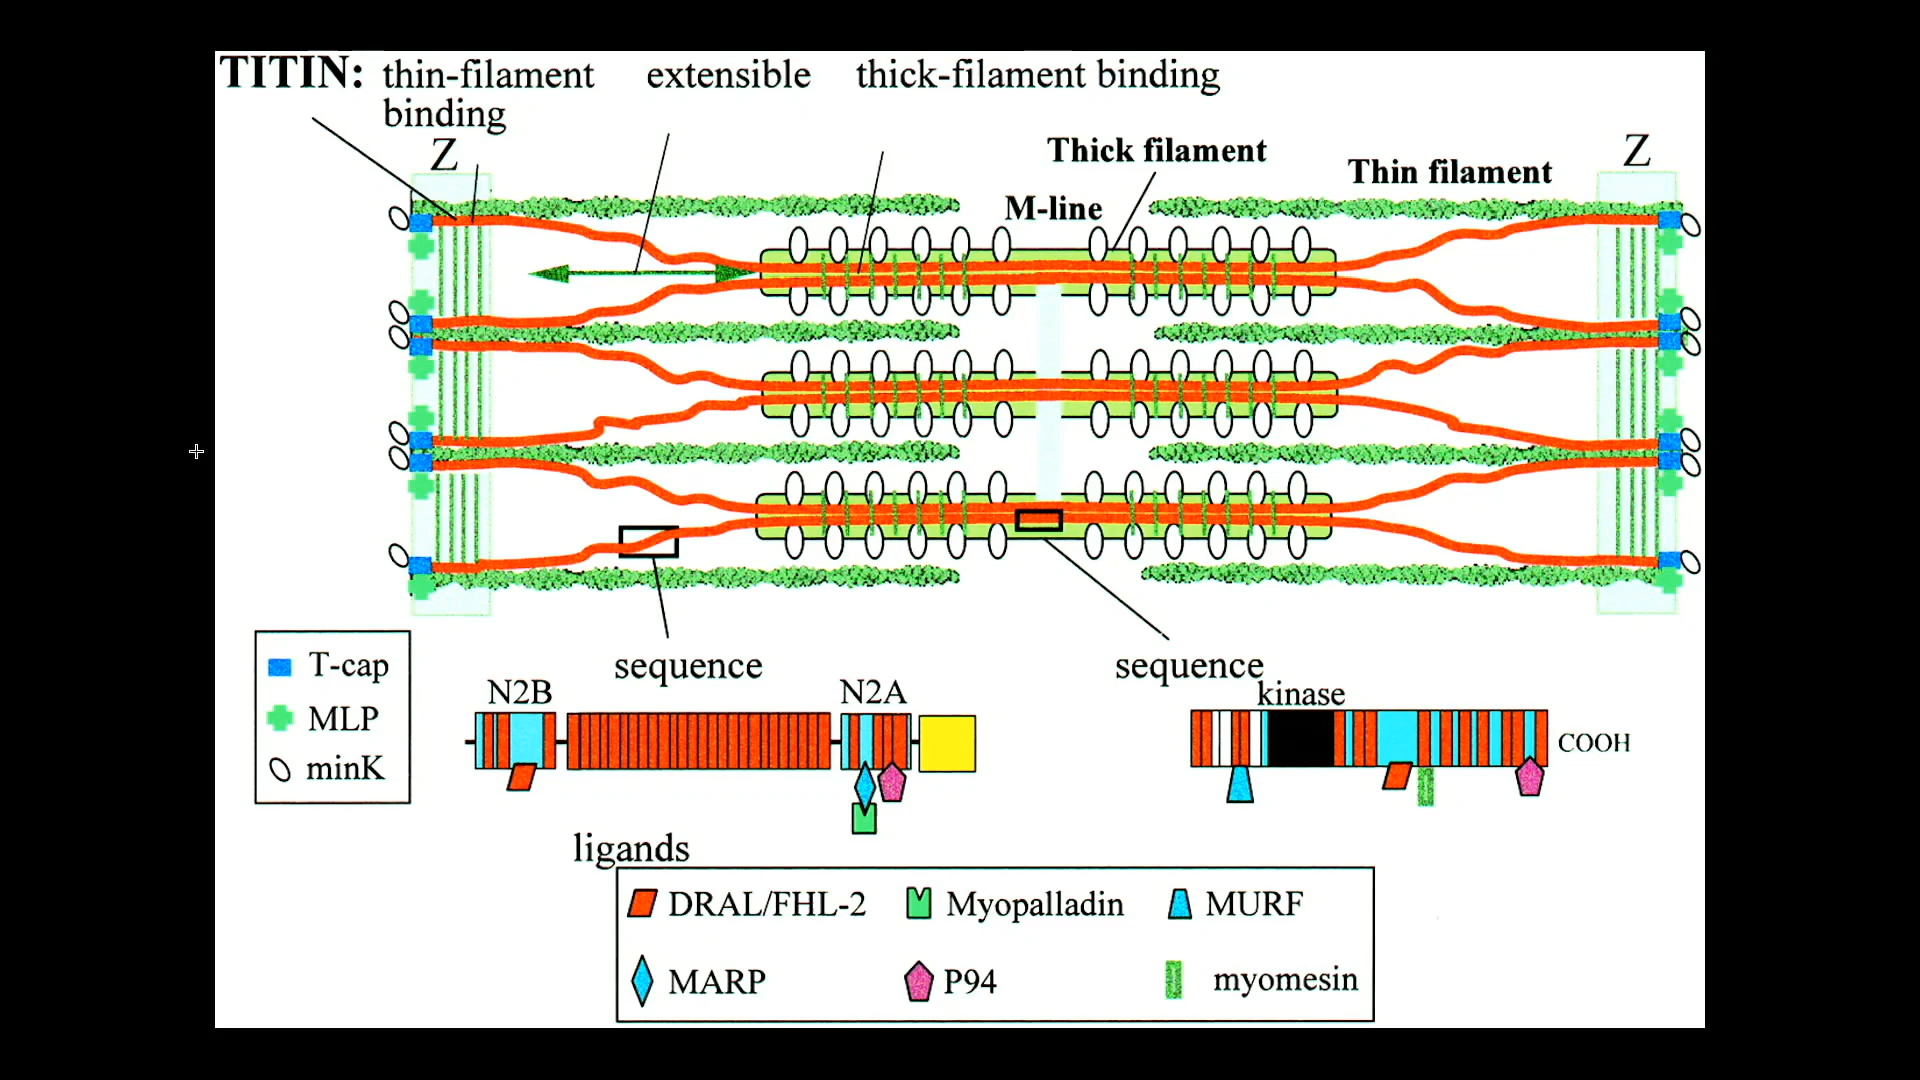 TITIN: thin-filament binding extensible thick-filament binding
Z
Thick filament
Thin filament
Z
M-line
sequence
sequence
T-cap
MLP
minK
N2B
N2A
kinase
COOH
ligands
DRAL/FHL-2
Myopalladin
MURF
MARP
P94
myomesin